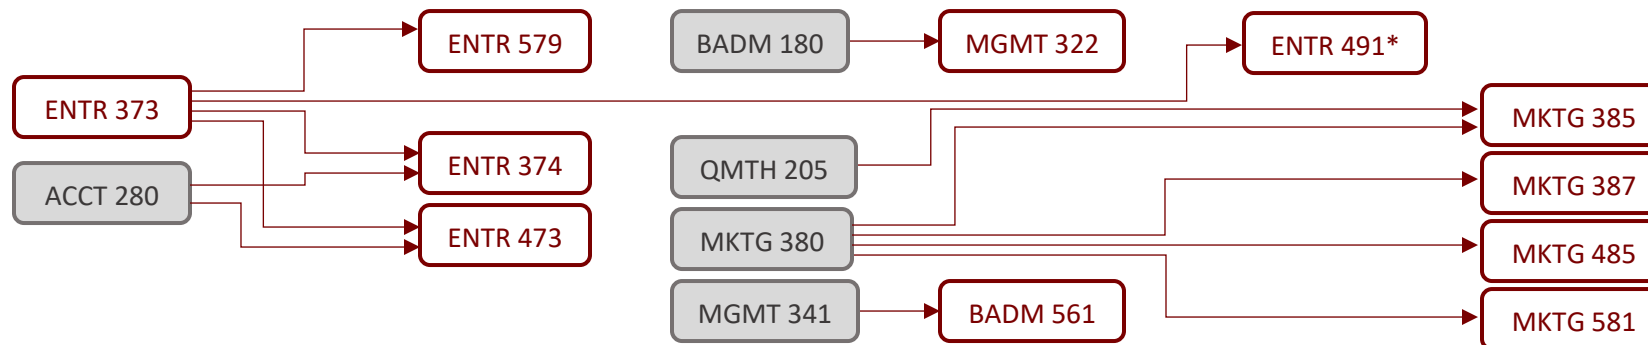 ENTR 579
BADM 180
MGMT 322
ENTR 491*
ENTR 373
MKTG 385
ENTR 374
QMTH 205
ACCT 280
MKTG 387
ENTR 473
MKTG 380
MKTG 485
MGMT 341
BADM 561
MKTG 581